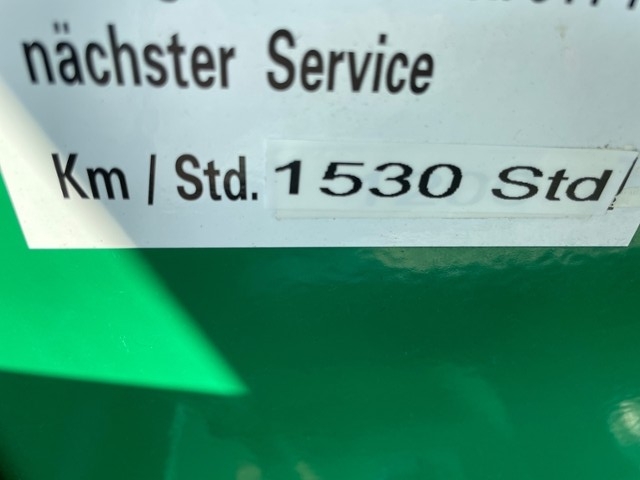 nächster Service
Km / Std. 1530 Std.